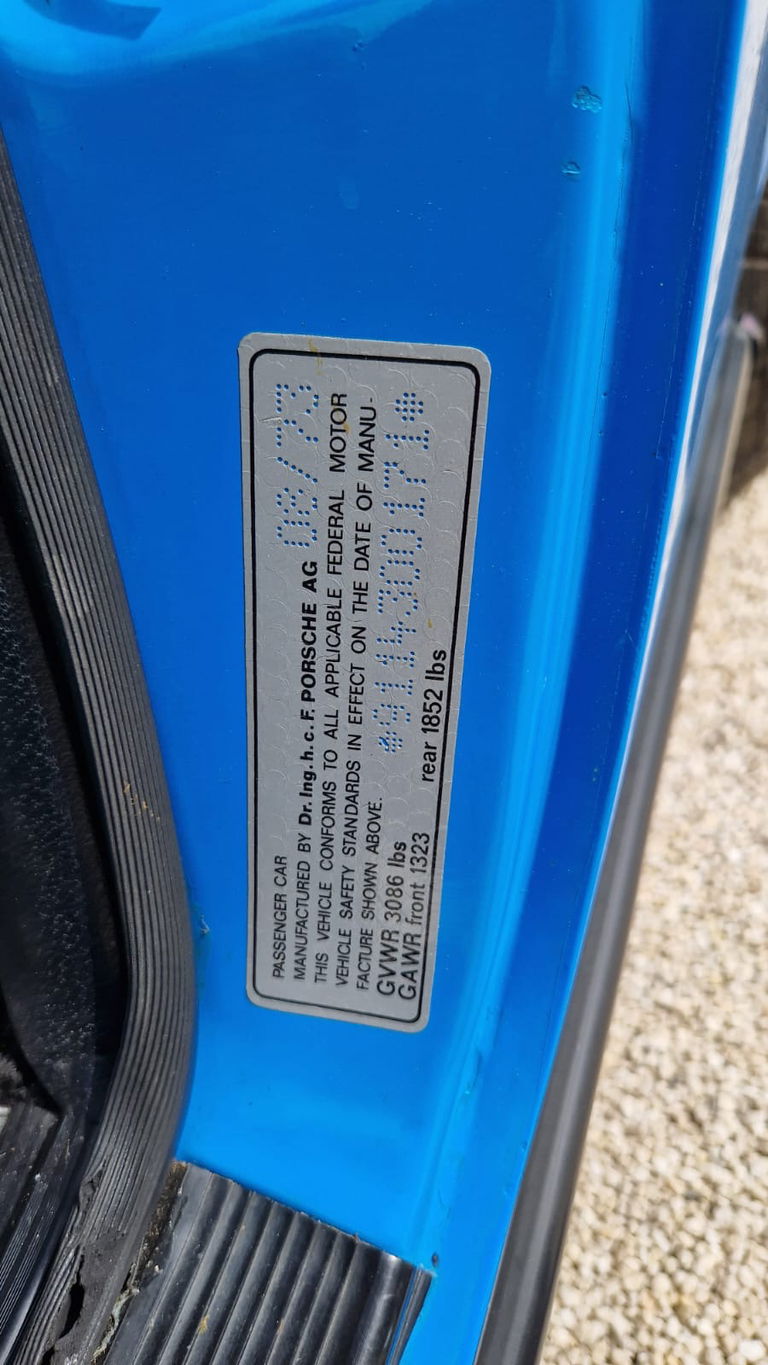 PASSENGER CAR
MANUFACTURED BY Dr. Ing. h. c. F. PORSCHE AG 08/73
THIS VEHICLE CONFORMS TO ALL APPLICABLE FEDERAL MOTOR
VEHICLE SAFETY STANDARDS IN EFFECT ON THE DATE OF MANU-
FACTURE SHOWN ABOVE. *9114300171*
GVWR 3086 lbs
GAWR front 1323 rear 1852 lbs